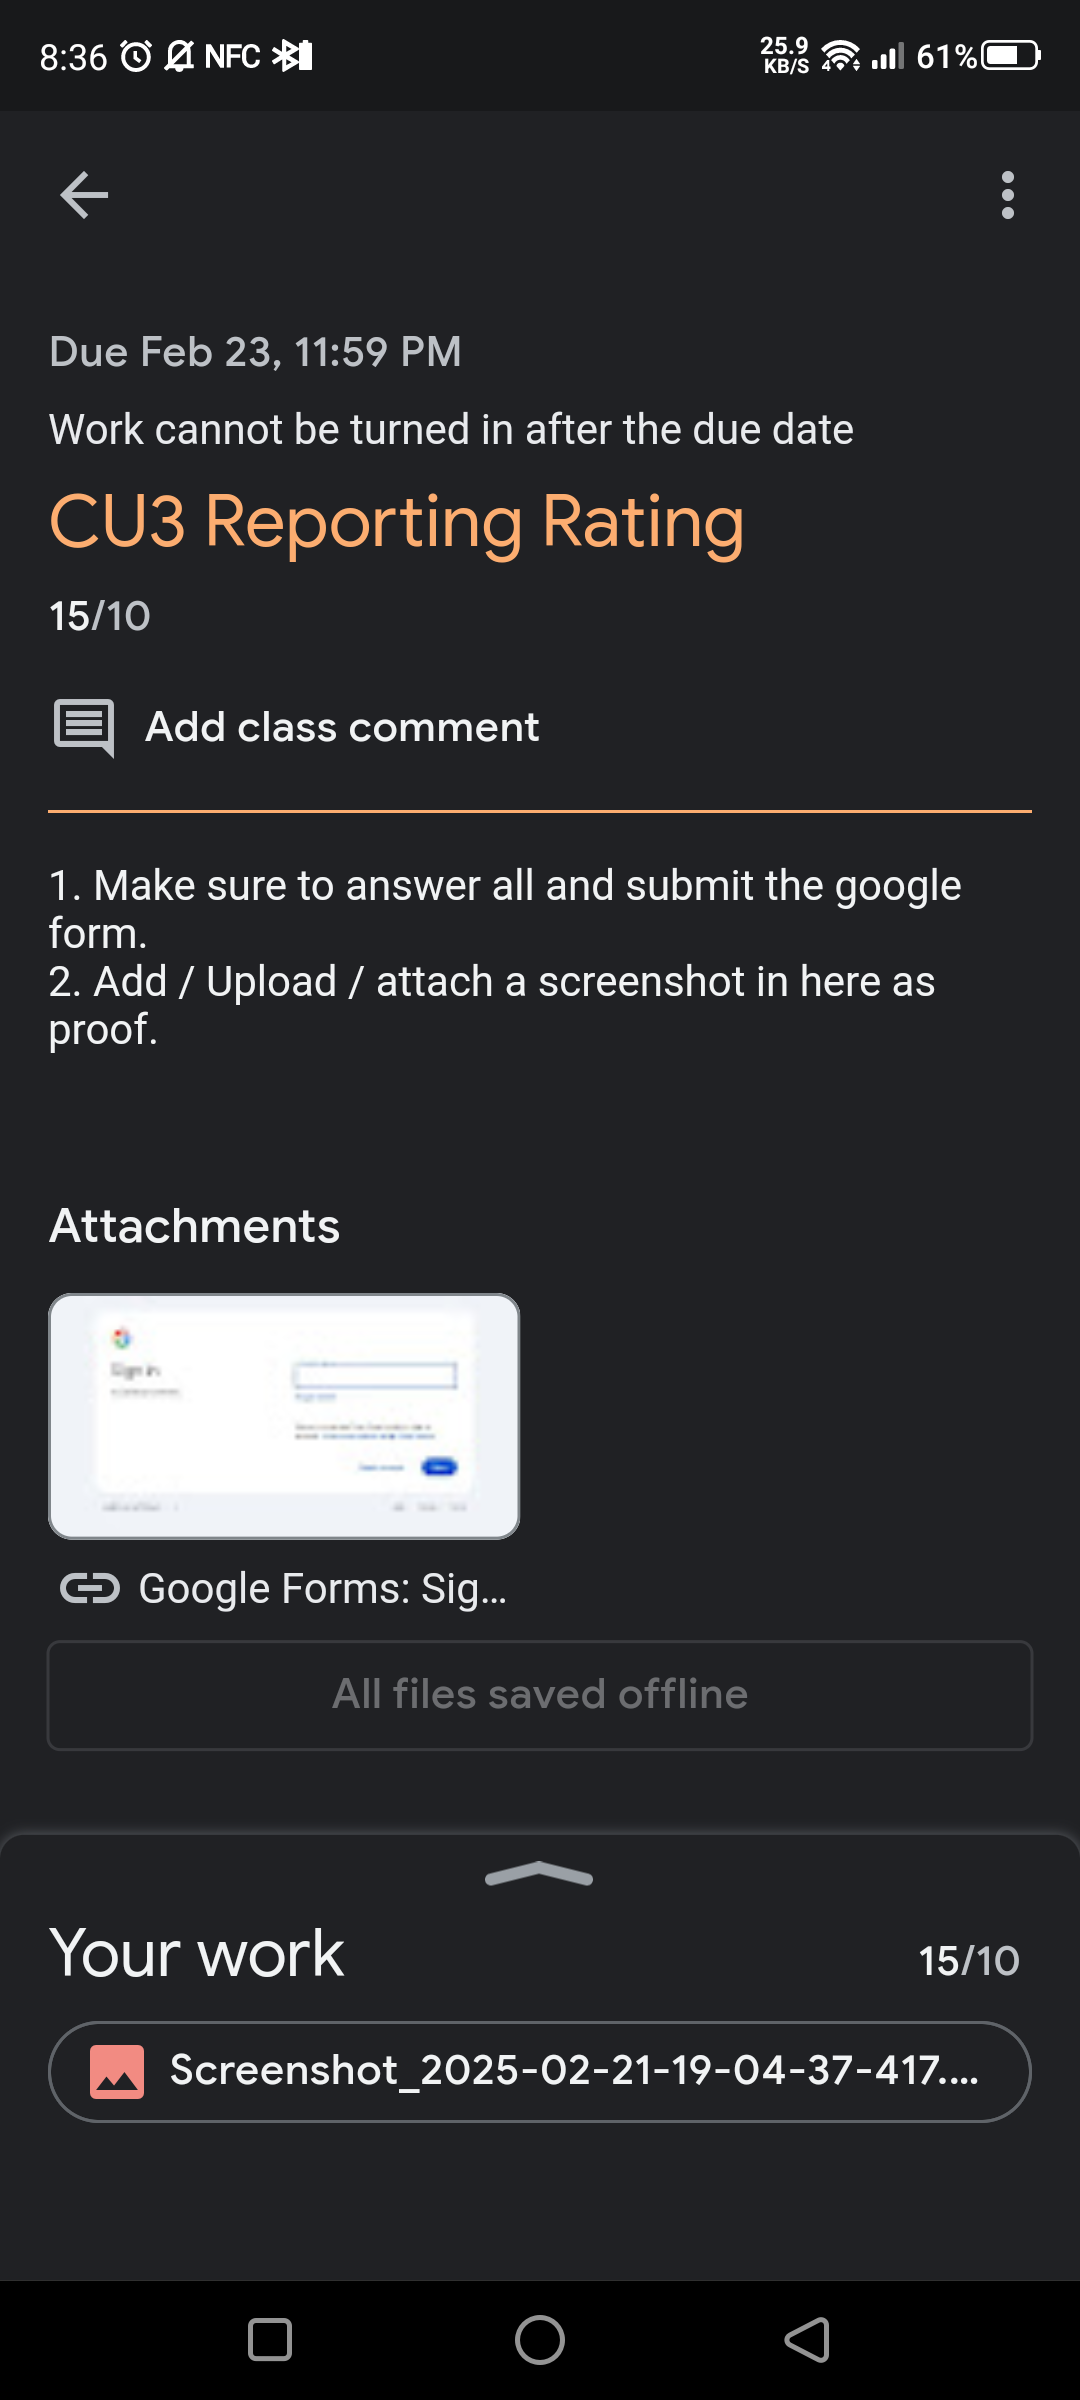 8:36 NFC 25.9 KB/S 4 61%
Due Feb 23, 11:59 PM
Work cannot be turned in after the due date
CU3 Reporting Rating
15/10
Add class comment
1. Make sure to answer all and submit the google
form.
2. Add / Upload / attach a screenshot in here as
proof.
Attachments
Sign in
Google Forms: Sig...
All files saved offline
Your work
15/10
Screenshot_2025-02-21-19-04-37-417....